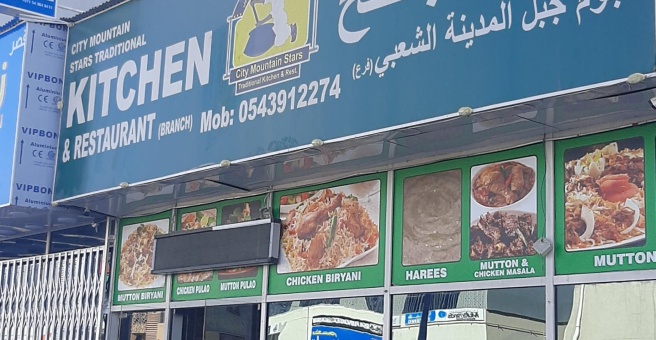 CITY MOUNTAIN
STARS TRADITIONAL
KITCHEN
& RESTAURANT (BRANCH)
Mob: 0543912274
City Mountain Stars
Traditional Kitchen & Rest.
نجوم جبل المدينة الشعبي (فرع)
VIPBON
VIPBON
VIPBON
VIPBON
MUTTON BIRYANI
CHICKEN PULAO
MUTTON PULAO
CHICKEN BIRYANI
HAREES
MUTTON &
CHICKEN MASALA
MUTTON